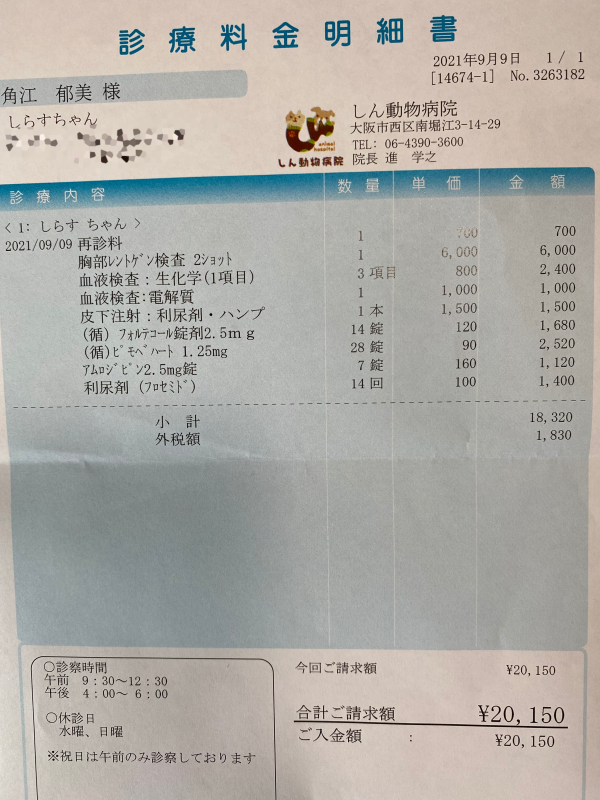 診療料金明細書
2021年9月9日 1 / 1
[14674-1] No. 3263182
角江 郁美 様
しらすちゃん
しん動物病院
大阪市西区南堀江3-14-29
TEL: 06-4390-3600
院長 進 学之
animal hospital
しん動物病院
診療内容 数量 単価 金額
< 1: しらす ちゃん >
2021/09/09 再診料 1 700 700
胸部ﾚﾝﾄｹﾞﾝ検査 2ｼｮｯﾄ 1 6,000 6,000
血液検査：生化学(1項目) 3 項目 800 2,400
血液検査:電解質 1 1,000 1,000
皮下注射：利尿剤・ハンプ 1 本 1,500 1,500
(循) ﾌｫﾙﾃｺｰﾙ錠剤2.5ｍｇ 14 錠 120 1,680
(循)ﾋﾟﾓﾍﾞﾊｰﾄ 1.25mg 28 錠 90 2,520
ｱﾑﾛｼﾞﾋﾟﾝ2.5mg錠 7 錠 160 1,120
利尿剤 (ﾌﾛｾﾐﾄﾞ) 14 回 100 1,400
小 計 18,320
外税額 1,830
○診察時間
午前 9：30～12：30
午後 4：00～ 6：00
○休診日
水曜、日曜
※祝日は午前のみ診察しております
今回ご請求額 ¥20,150
合計ご請求額 ¥20,150
ご入金額 : ¥20,150